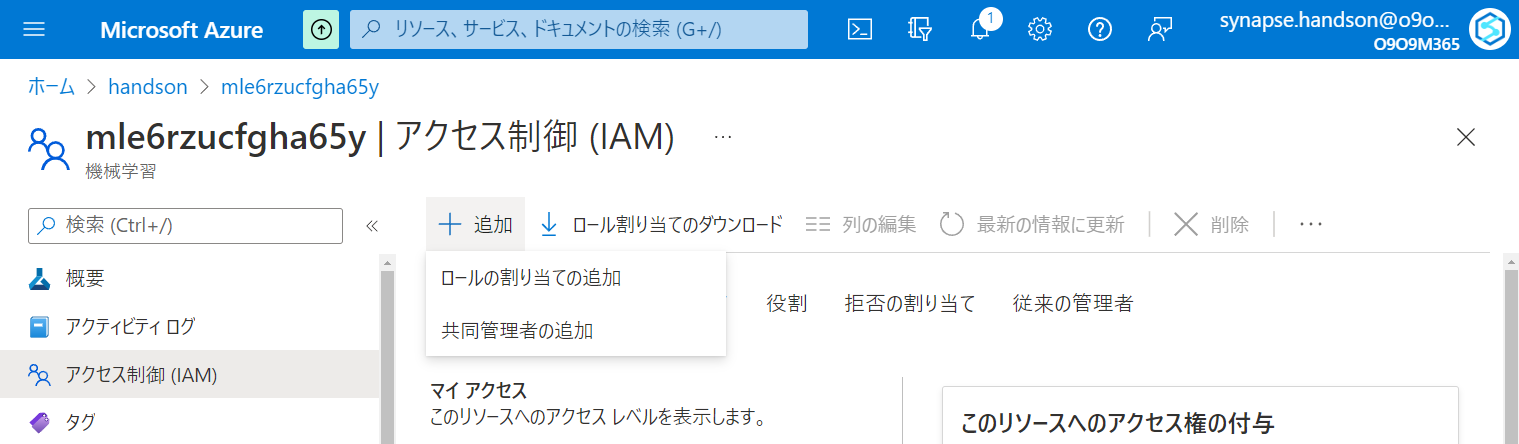 Microsoft Azure
リソース、サービス、ドキュメントの検索 (G+/)
1
synapse.handson@o9o...
O9O9M365
ホーム > handson > mle6rzucfgha65y
mle6rzucfgha65y | アクセス制御 (IAM) ...
機械学習
検索 (Ctrl+/) «
追加 ロール割り当てのダウンロード 列の編集 最新の情報に更新 削除 ...
概要
アクティビティ ログ
アクセス制御 (IAM)
タグ
ロールの割り当ての追加
共同管理者の追加
役割 拒否の割り当て 従来の管理者
マイ アクセス
このリソースへのアクセス レベルを表示します。
このリソースへのアクセス権の付与